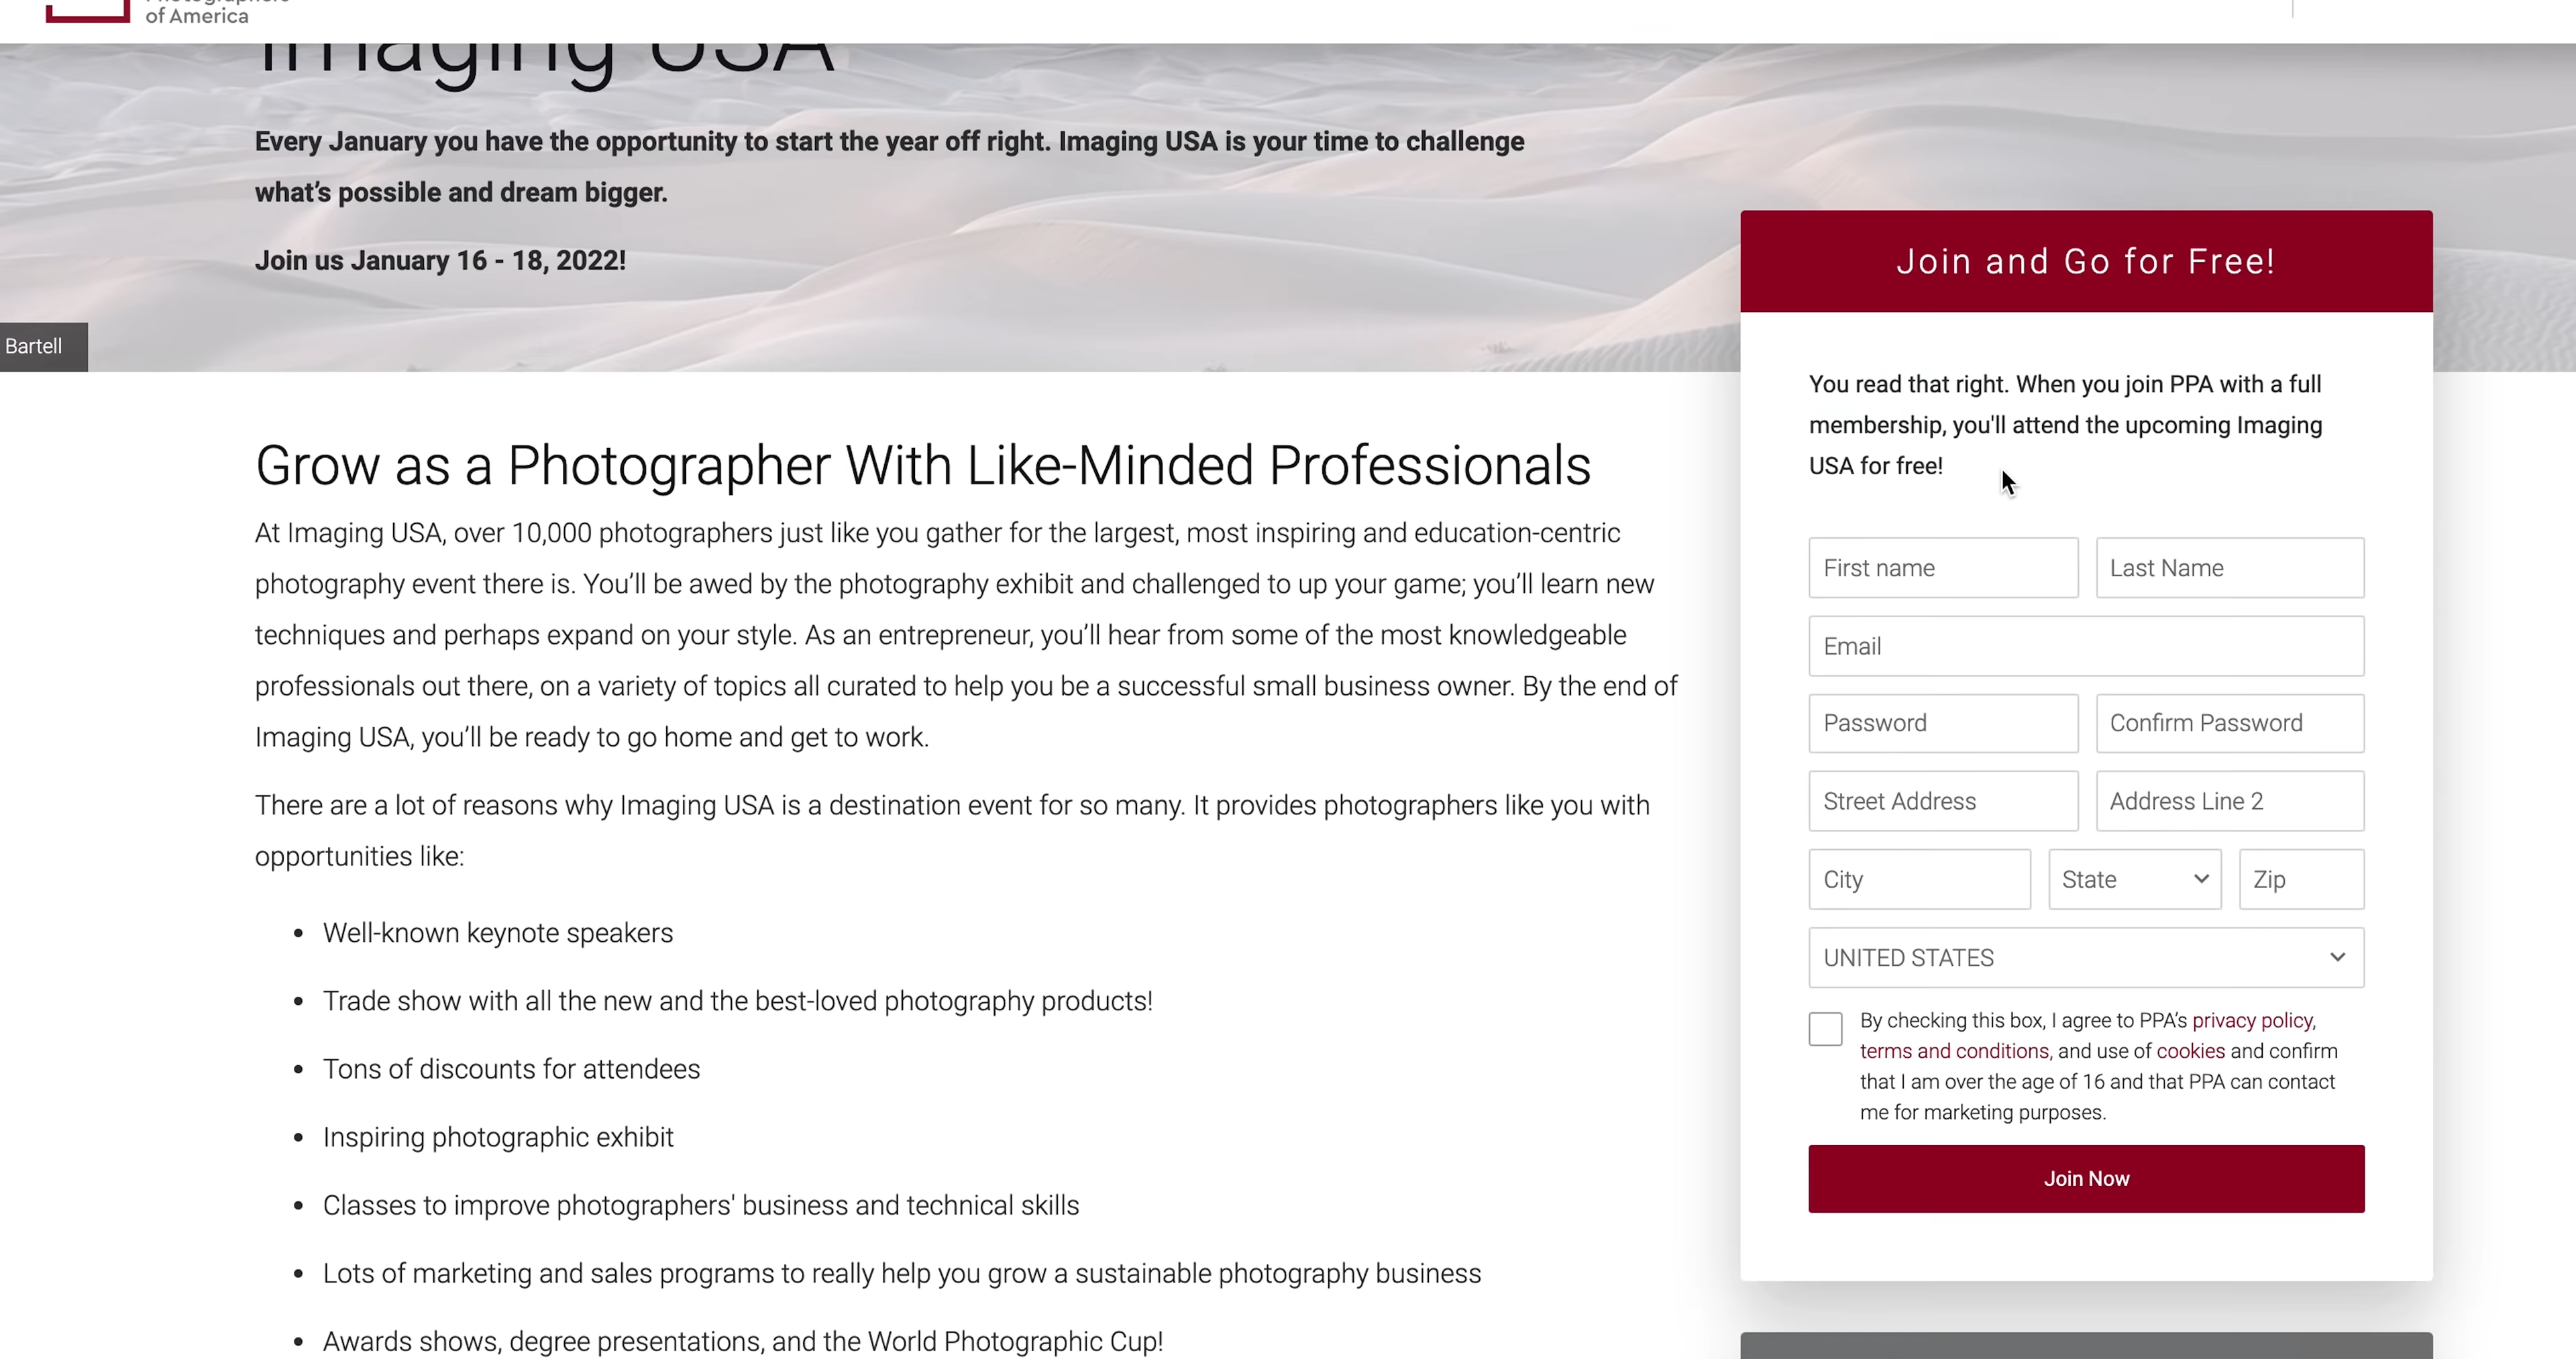 Photographers
of America
Imaging USA
Every January you have the opportunity to start the year off right. Imaging USA is your time to challenge
what’s possible and dream bigger.
Join us January 16 - 18, 2022!
Bartell
Grow as a Photographer With Like-Minded Professionals
At Imaging USA, over 10,000 photographers just like you gather for the largest, most inspiring and education-centric
photography event there is. You’ll be awed by the photography exhibit and challenged to up your game; you’ll learn new
techniques and perhaps expand on your style. As an entrepreneur, you’ll hear from some of the most knowledgeable
professionals out there, on a variety of topics all curated to help you be a successful small business owner. By the end of
Imaging USA, you’ll be ready to go home and get to work.
There are a lot of reasons why Imaging USA is a destination event for so many. It provides photographers like you with
opportunities like:
• Well-known keynote speakers
• Trade show with all the new and the best-loved photography products!
• Tons of discounts for attendees
• Inspiring photographic exhibit
• Classes to improve photographers' business and technical skills
• Lots of marketing and sales programs to really help you grow a sustainable photography business
• Awards shows, degree presentations, and the World Photographic Cup!
Join and Go for Free!
You read that right. When you join PPA with a full
membership, you'll attend the upcoming Imaging
USA for free!
First name
Last Name
Email
Password
Confirm Password
Street Address
Address Line 2
City
State
Zip
UNITED STATES
By checking this box, I agree to PPA’s privacy policy,
terms and conditions, and use of cookies and confirm
that I am over the age of 16 and that PPA can contact
me for marketing purposes.
Join Now